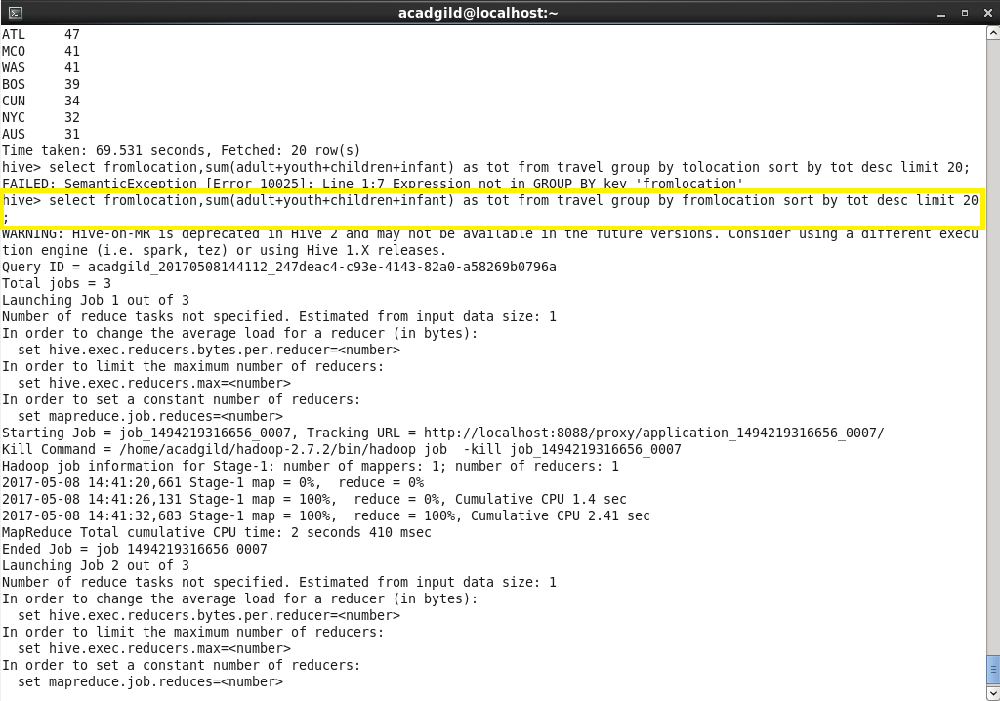 acadgild@localhost:~
ATL     47
MCO     41
WAS     41
BOS     39
CUN     34
NYC     32
AUS     31
Time taken: 69.531 seconds, Fetched: 20 row(s)
hive> select fromlocation,sum(adult+youth+children+infant) as tot from travel group by tolocation sort by tot desc limit 20;
FAILED: SemanticException [Error 10025]: Line 1:7 Expression not in GROUP BY key 'fromlocation'
hive> select fromlocation,sum(adult+youth+children+infant) as tot from travel group by fromlocation sort by tot desc limit 20
;
WARNING: Hive-on-MR is deprecated in Hive 2 and may not be available in the future versions. Consider using a different execu
tion engine (i.e. spark, tez) or using Hive 1.X releases.
Query ID = acadgild_20170508144112_247deac4-c93e-4143-82a0-a58269b0796a
Total jobs = 3
Launching Job 1 out of 3
Number of reduce tasks not specified. Estimated from input data size: 1
In order to change the average load for a reducer (in bytes):
  set hive.exec.reducers.bytes.per.reducer=<number>
In order to limit the maximum number of reducers:
  set hive.exec.reducers.max=<number>
In order to set a constant number of reducers:
  set mapreduce.job.reduces=<number>
Starting Job = job_1494219316656_0007, Tracking URL = http://localhost:8088/proxy/application_1494219316656_0007/
Kill Command = /home/acadgild/hadoop-2.7.2/bin/hadoop job  -kill job_1494219316656_0007
Hadoop job information for Stage-1: number of mappers: 1; number of reducers: 1
2017-05-08 14:41:20,661 Stage-1 map = 0%,  reduce = 0%
2017-05-08 14:41:26,131 Stage-1 map = 100%,  reduce = 0%, Cumulative CPU 1.4 sec
2017-05-08 14:41:32,683 Stage-1 map = 100%,  reduce = 100%, Cumulative CPU 2.41 sec
MapReduce Total cumulative CPU time: 2 seconds 410 msec
Ended Job = job_1494219316656_0007
Launching Job 2 out of 3
Number of reduce tasks not specified. Estimated from input data size: 1
In order to change the average load for a reducer (in bytes):
  set hive.exec.reducers.bytes.per.reducer=<number>
In order to limit the maximum number of reducers:
  set hive.exec.reducers.max=<number>
In order to set a constant number of reducers:
  set mapreduce.job.reduces=<number>